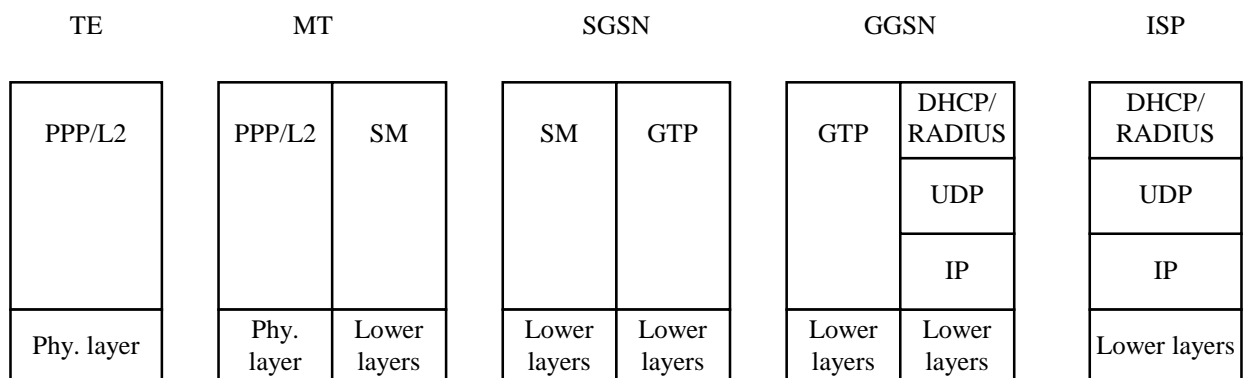 TE MT SGSN GGSN ISP
PPP/L2 PPP/L2 SM SM GTP GTP DHCP/ DHCP/
RADIUS RADIUS
UDP UDP
IP IP
Phy. layer Phy. Lower Lower Lower Lower Lower Lower layers
layer layers layers layers layers layers